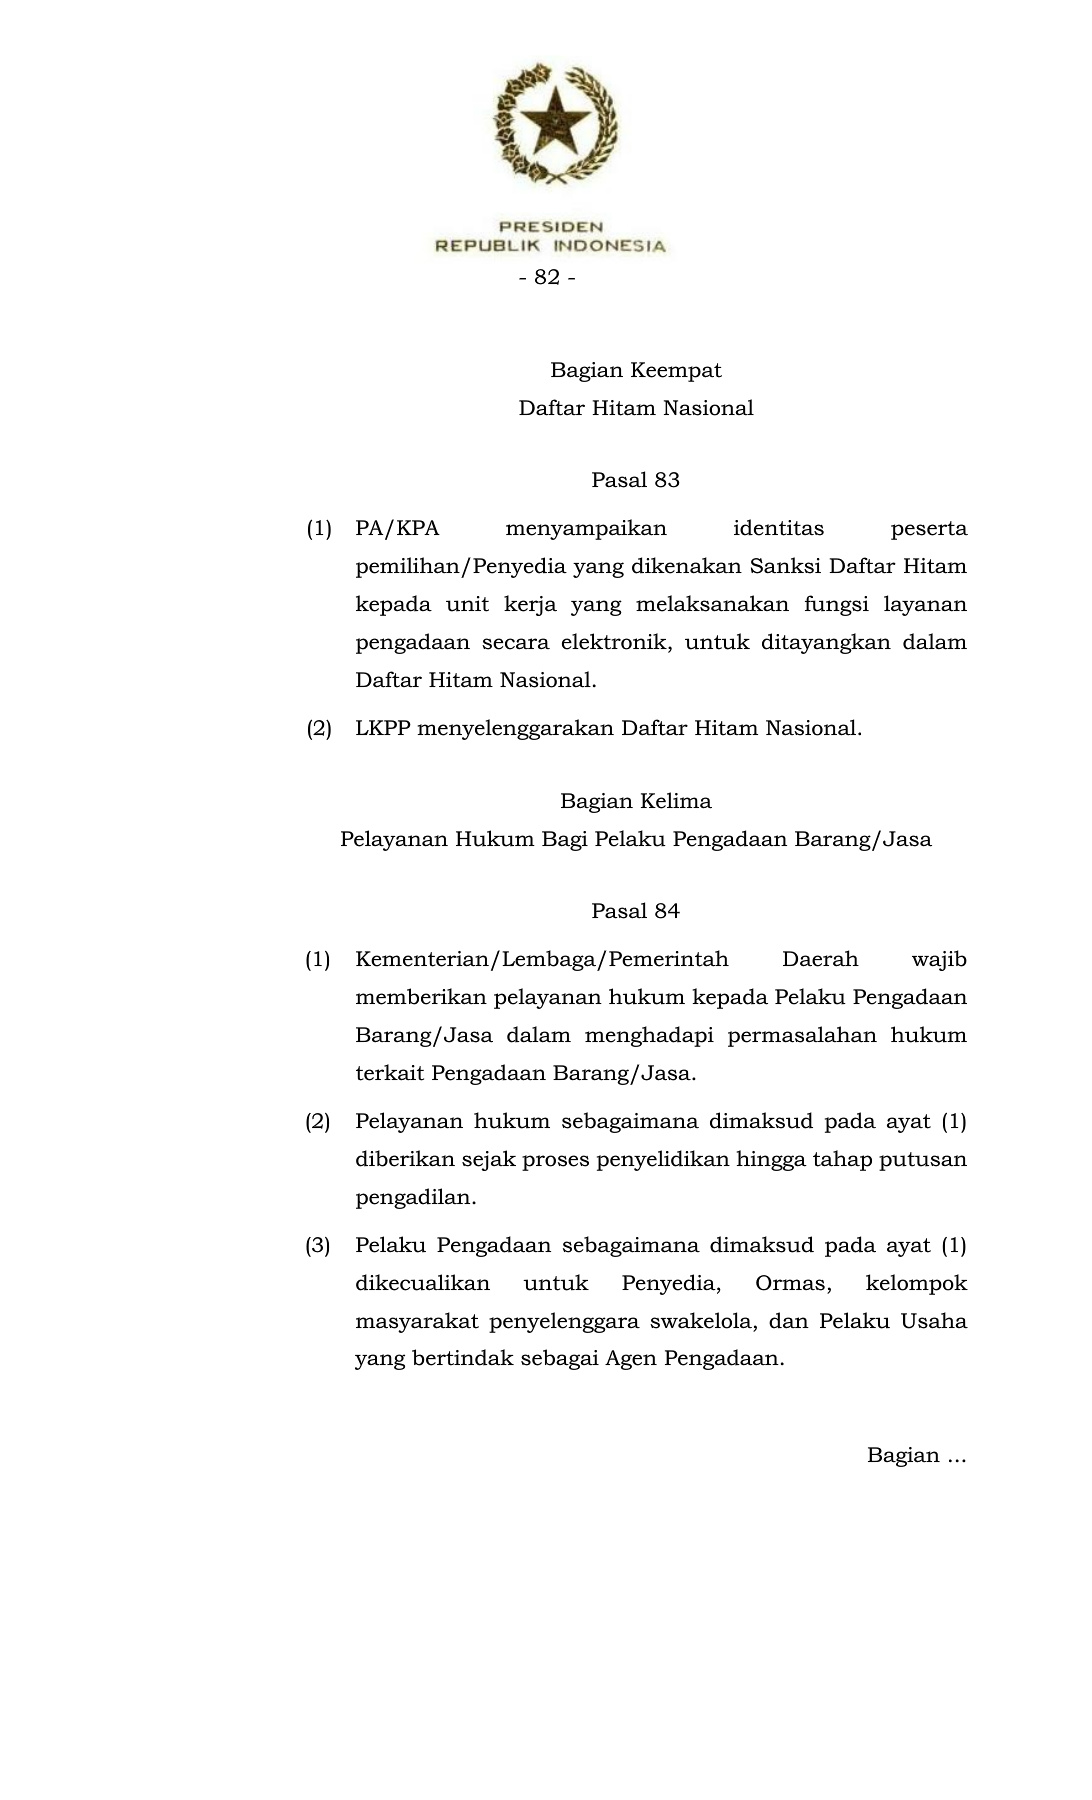 PRESIDEN
REPUBLIK INDONESIA
- 82 -
Bagian Keempat
Daftar Hitam Nasional
Pasal 83
(1) PA/KPA menyampaikan identitas peserta
pemilihan/Penyedia yang dikenakan Sanksi Daftar Hitam
kepada unit kerja yang melaksanakan fungsi layanan
pengadaan secara elektronik, untuk ditayangkan dalam
Daftar Hitam Nasional.
(2) LKPP menyelenggarakan Daftar Hitam Nasional.
Bagian Kelima
Pelayanan Hukum Bagi Pelaku Pengadaan Barang/Jasa
Pasal 84
(1) Kementerian/Lembaga/Pemerintah Daerah wajib
memberikan pelayanan hukum kepada Pelaku Pengadaan
Barang/Jasa dalam menghadapi permasalahan hukum
terkait Pengadaan Barang/Jasa.
(2) Pelayanan hukum sebagaimana dimaksud pada ayat (1)
diberikan sejak proses penyelidikan hingga tahap putusan
pengadilan.
(3) Pelaku Pengadaan sebagaimana dimaksud pada ayat (1)
dikecualikan untuk Penyedia, Ormas, kelompok
masyarakat penyelenggara swakelola, dan Pelaku Usaha
yang bertindak sebagai Agen Pengadaan.
Bagian ...